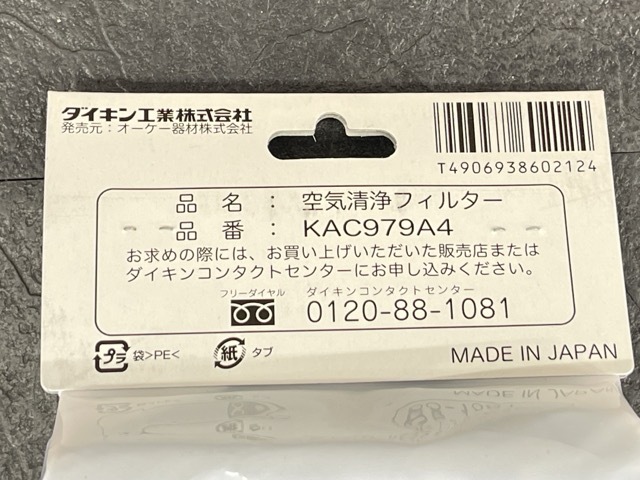 ダイキン工業株式会社
発売元：オーケー器材株式会社
T4906938602124
品名：空気清浄フィルター
品番：KAC979A4
お求めの際には、お買い上げいただいた販売店または
ダイキンコンタクトセンターにお申し込みください。
フリーダイヤル ダイキンコンタクトセンター
0120-88-1081
プラ 袋>PE< 紙 タブ
MADE IN JAPAN